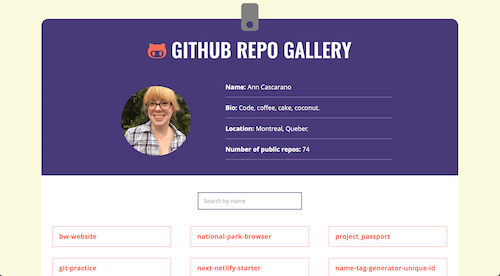 GITHUB REPO GALLERY
Name: Ann Cascarano
Bio: Code, coffee, cake, coconut.
Location: Montreal, Quebec
Number of public repos: 74
Search by name
bw-website
national-park-browser
project_passport
git-practice
next-netlify-starter
name-tag-generator-unique-id